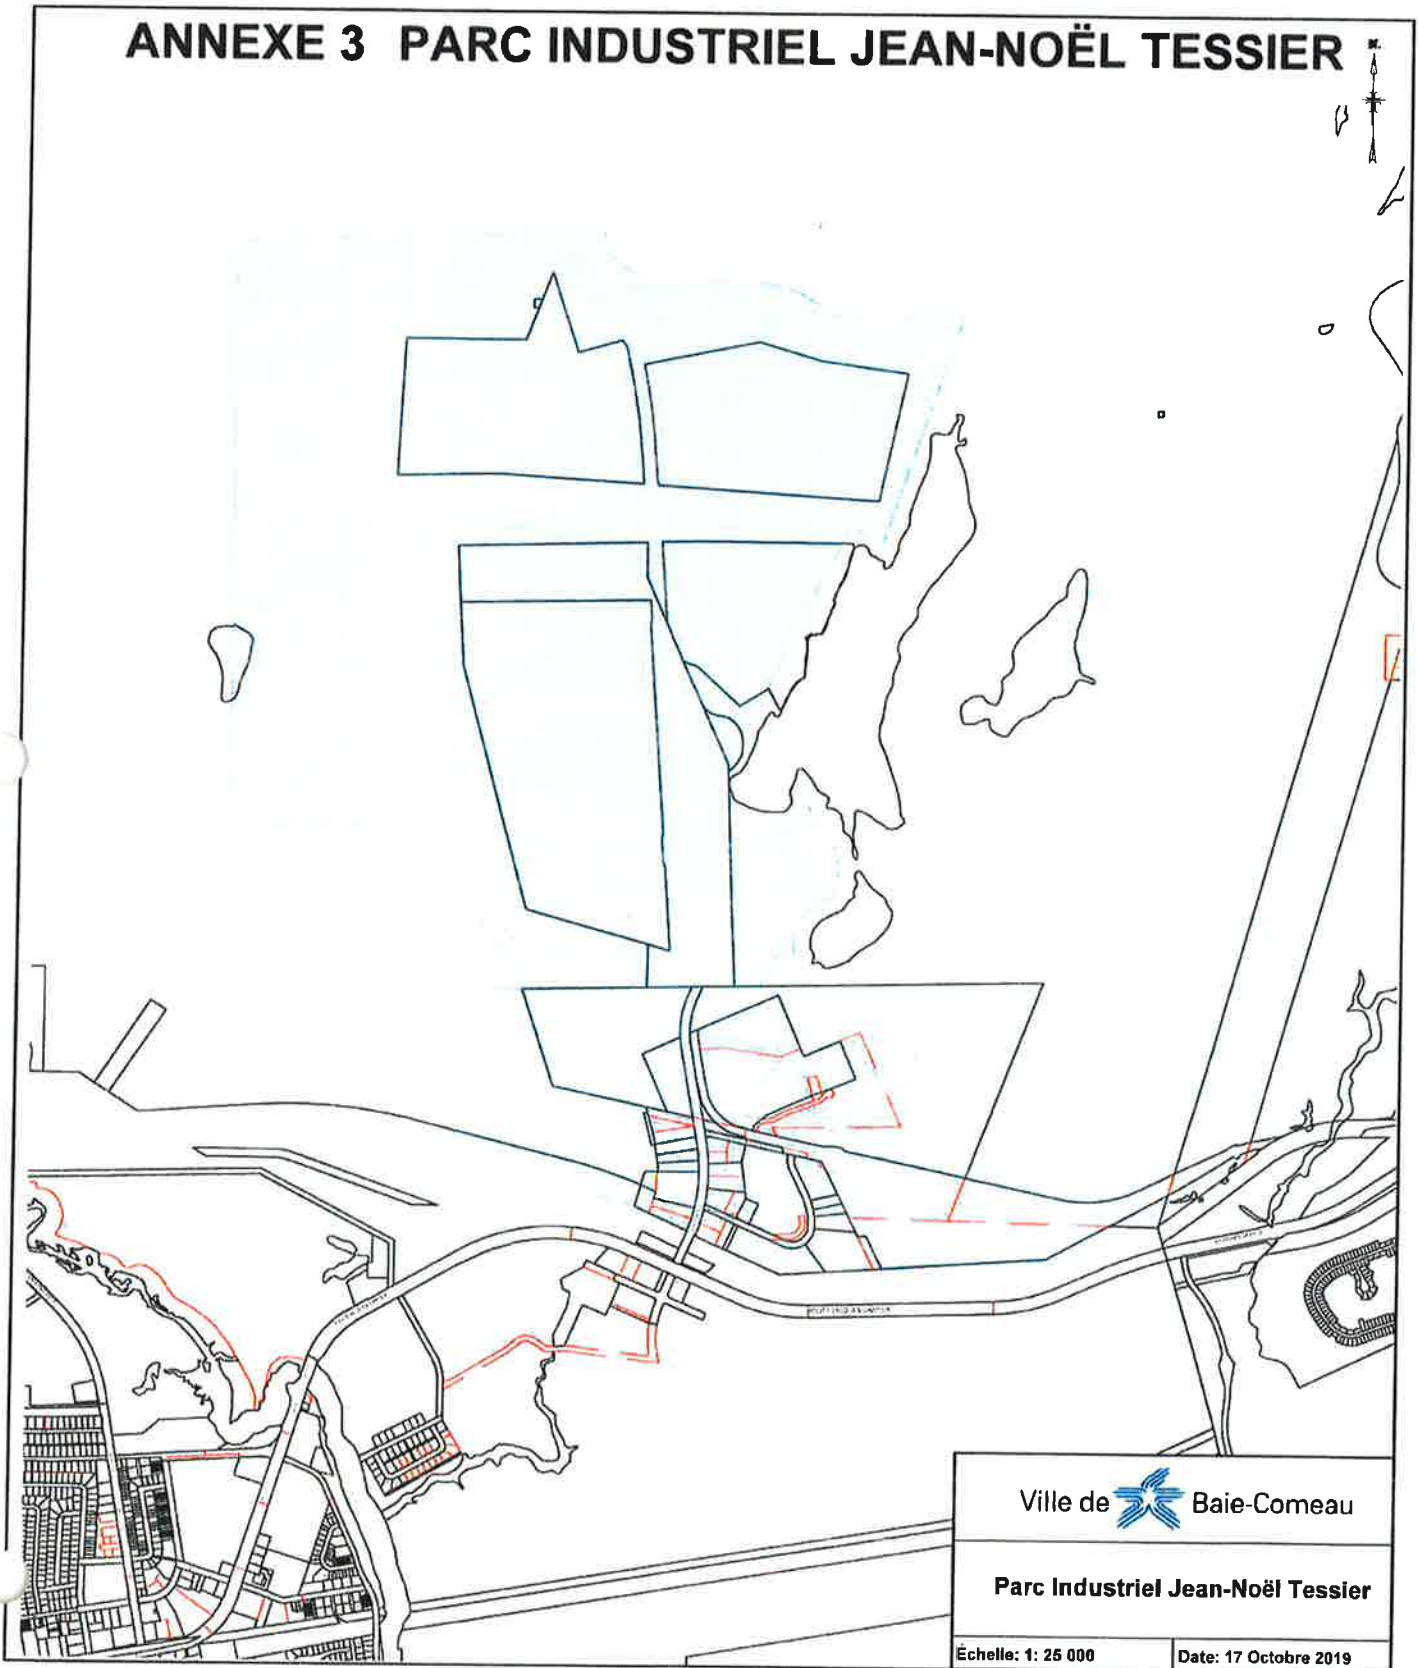 ANNEXE 3 PARC INDUSTRIEL JEAN-NOËL TESSIER
N.
Ville de Baie-Comeau
Parc Industriel Jean-Noël Tessier
Échelle: 1: 25 000
Date: 17 Octobre 2019